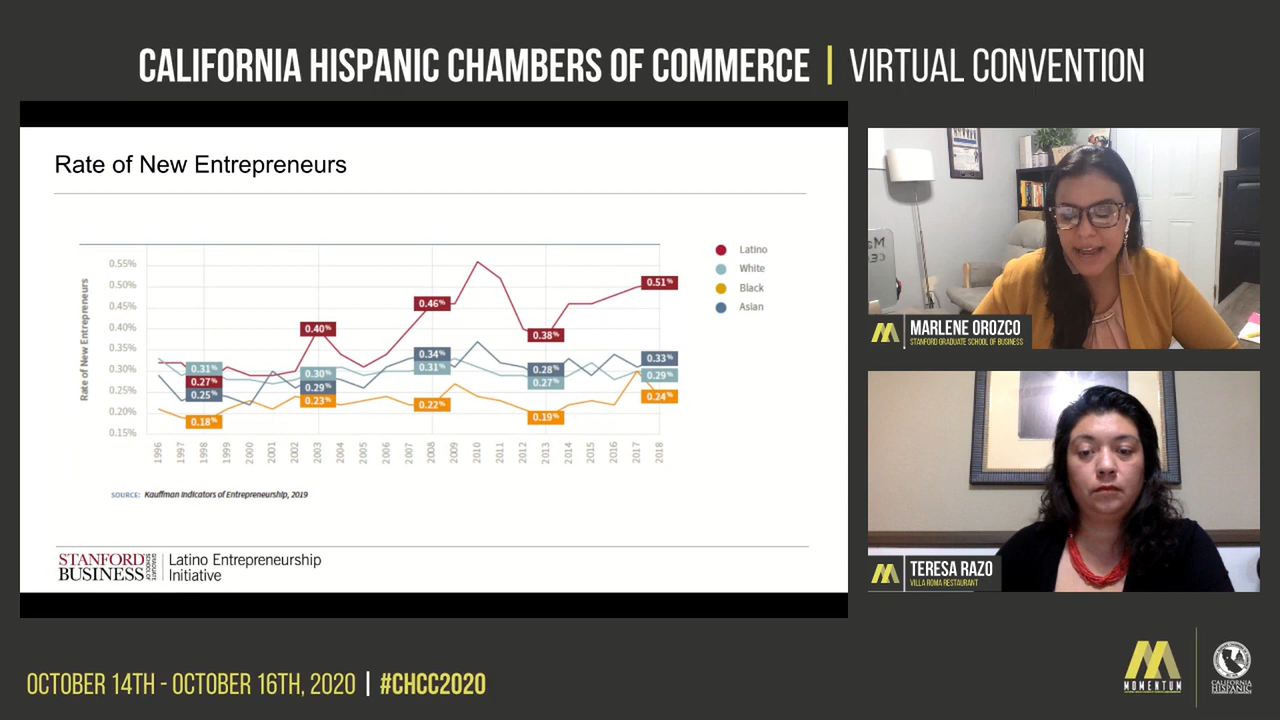 CALIFORNIA HISPANIC CHAMBERS OF COMMERCE | VIRTUAL CONVENTION
Rate of New Entrepreneurs
Rate of New Entrepreneurs
0.55%
0.50%
0.45%
0.40%
0.35%
0.30%
0.25%
0.20%
0.15%
0.31%
0.27%
0.25%
0.18%
0.40%
0.30%
0.29%
0.23%
0.46%
0.34%
0.31%
0.22%
0.38%
0.28%
0.27%
0.19%
0.51%
0.33%
0.29%
0.24%
1996 1997 1998 1999 2000 2001 2002 2003 2004 2005 2006 2007 2008 2009 2010 2011 2012 2013 2014 2015 2016 2017 2018
Latino
White
Black
Asian
SOURCE: Kauffman Indicators of Entrepreneurship, 2019
STANFORD GRADUATE
BUSINESS SCHOOL OF
Latino Entrepreneurship
Initiative
MARLENE OROZCO
STANFORD GRADUATE SCHOOL OF BUSINESS
TERESA RAZO
VILLA ROMA RESTAURANT
OCTOBER 14TH - OCTOBER 16TH, 2020 | #CHCC2020
MOMENTUM
CALIFORNIA
HISPANIC